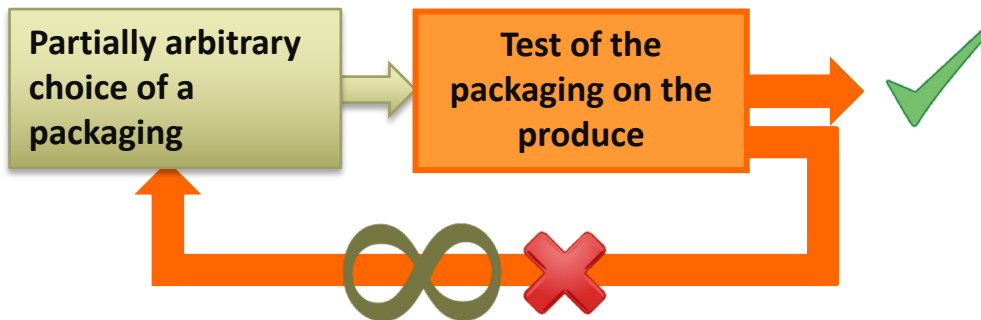 Partially arbitrary
choice of a
packaging
Test of the
packaging on the
produce
∞